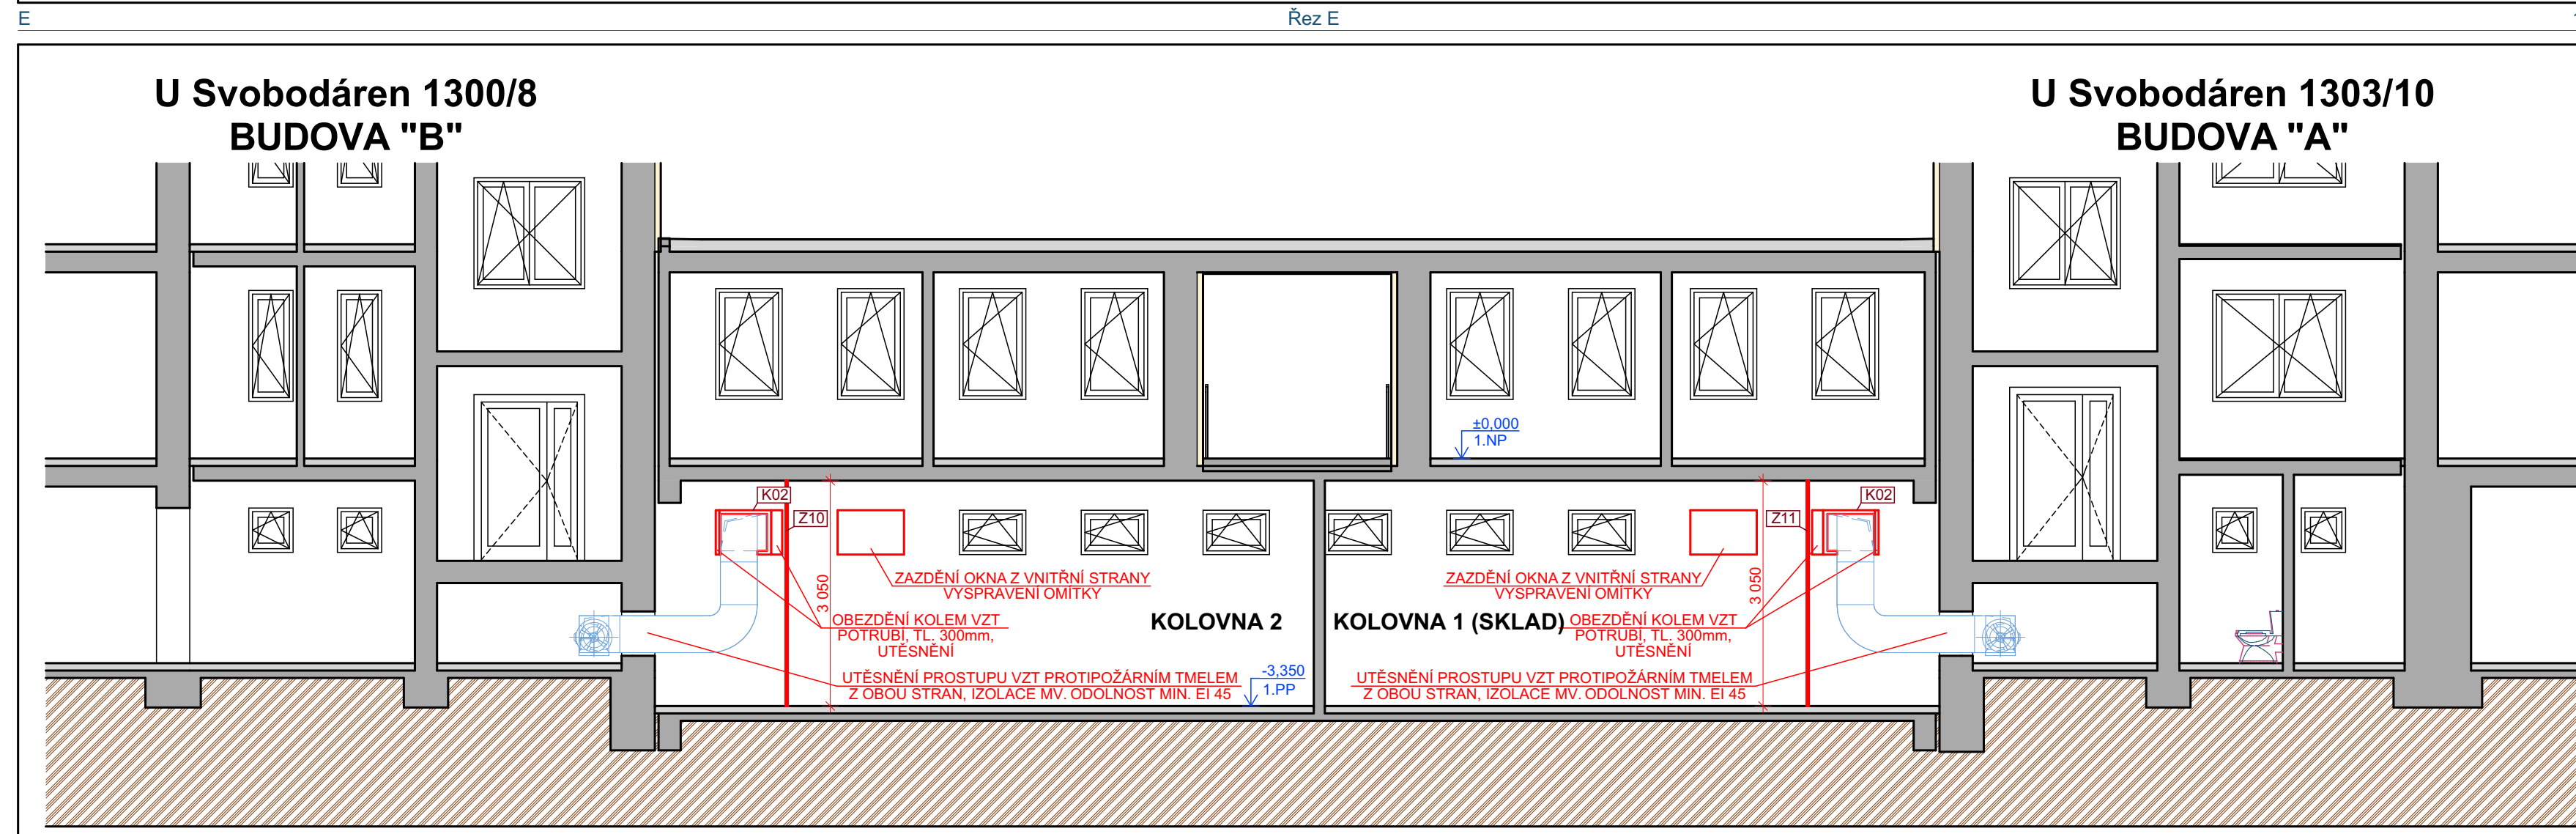 E
Řez E
U Svobodáren 1300/8
BUDOVA "B"
U Svobodáren 1303/10
BUDOVA "A"
±0,000
1.NP
K02
Z10
K02
Z11
3 050
ZAZDĚNÍ OKNA Z VNITŘNÍ STRANY
VYSPRAVENÍ OMÍTKY
ZAZDĚNÍ OKNA Z VNITŘNÍ STRANY
VYSPRAVENÍ OMÍTKY
3 050
OBEZDĚNÍ KOLEM VZT
POTRUBÍ, TL. 300mm,
UTĚSNĚNÍ
KOLOVNA 2
KOLOVNA 1 (SKLAD)
OBEZDĚNÍ KOLEM VZT
POTRUBÍ, TL. 300mm,
UTĚSNĚNÍ
UTĚSNĚNÍ PROSTUPU VZT PROTIPOŽÁRNÍM TMELEM
Z OBOU STRAN, IZOLACE MV. ODOLNOST MIN. EI 45
-3,350
1.PP
UTĚSNĚNÍ PROSTUPU VZT PROTIPOŽÁRNÍM TMELEM
Z OBOU STRAN, IZOLACE MV. ODOLNOST MIN. EI 45